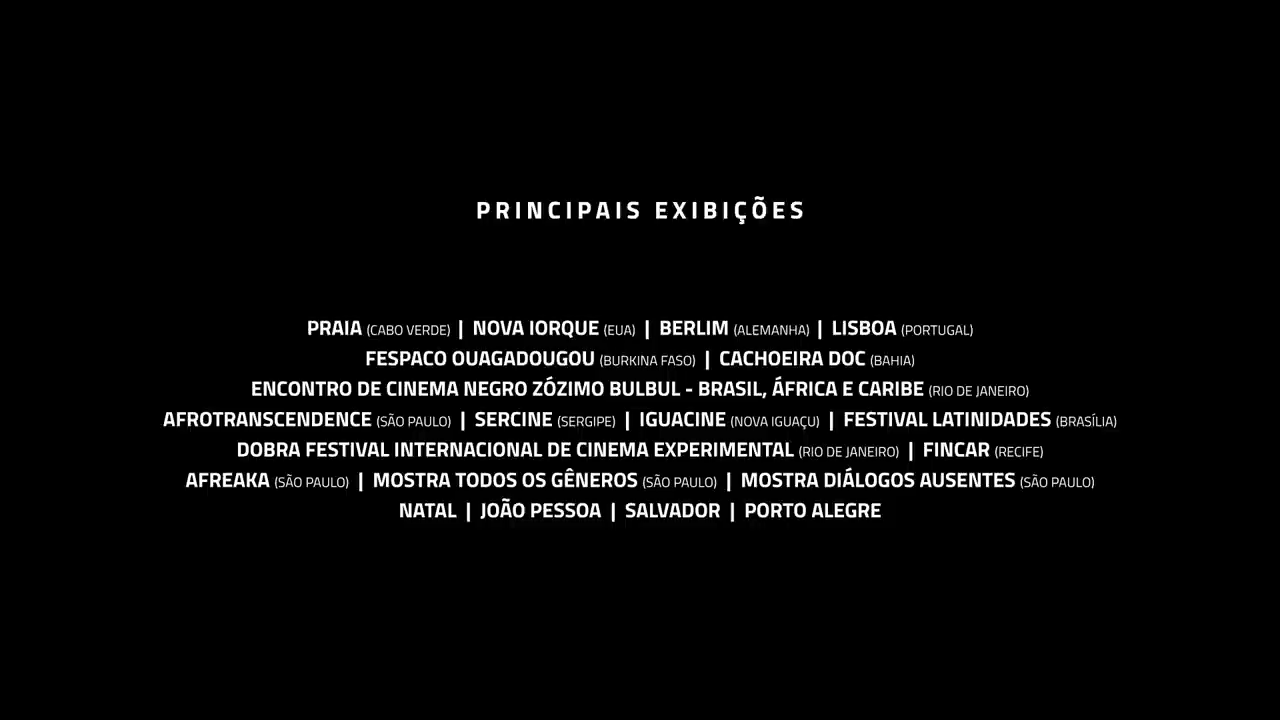 PRINCIPAIS EXIBIÇÕES
PRAIA (CABO VERDE) | NOVA IORQUE (EUA) | BERLIM (ALEMANHA) | LISBOA (PORTUGAL)
FESPACO OUAGADOUGOU (BURKINA FASO) | CACHOEIRA DOC (BAHIA)
ENCONTRO DE CINEMA NEGRO ZÓZIMO BULBUL - BRASIL, ÁFRICA E CARIBE (RIO DE JANEIRO)
AFROTRANSCENDENCE (SÃO PAULO) | SERCINE (SERGIPE) | IGUACINE (NOVA IGUAÇU) | FESTIVAL LATINIDADES (BRASÍLIA)
DOBRA FESTIVAL INTERNACIONAL DE CINEMA EXPERIMENTAL (RIO DE JANEIRO) | FINCAR (RECIFE)
AFREAKA (SÃO PAULO) | MOSTRA TODOS OS GÊNEROS (SÃO PAULO) | MOSTRA DIÁLOGOS AUSENTES (SÃO PAULO)
NATAL | JOÃO PESSOA | SALVADOR | PORTO ALEGRE